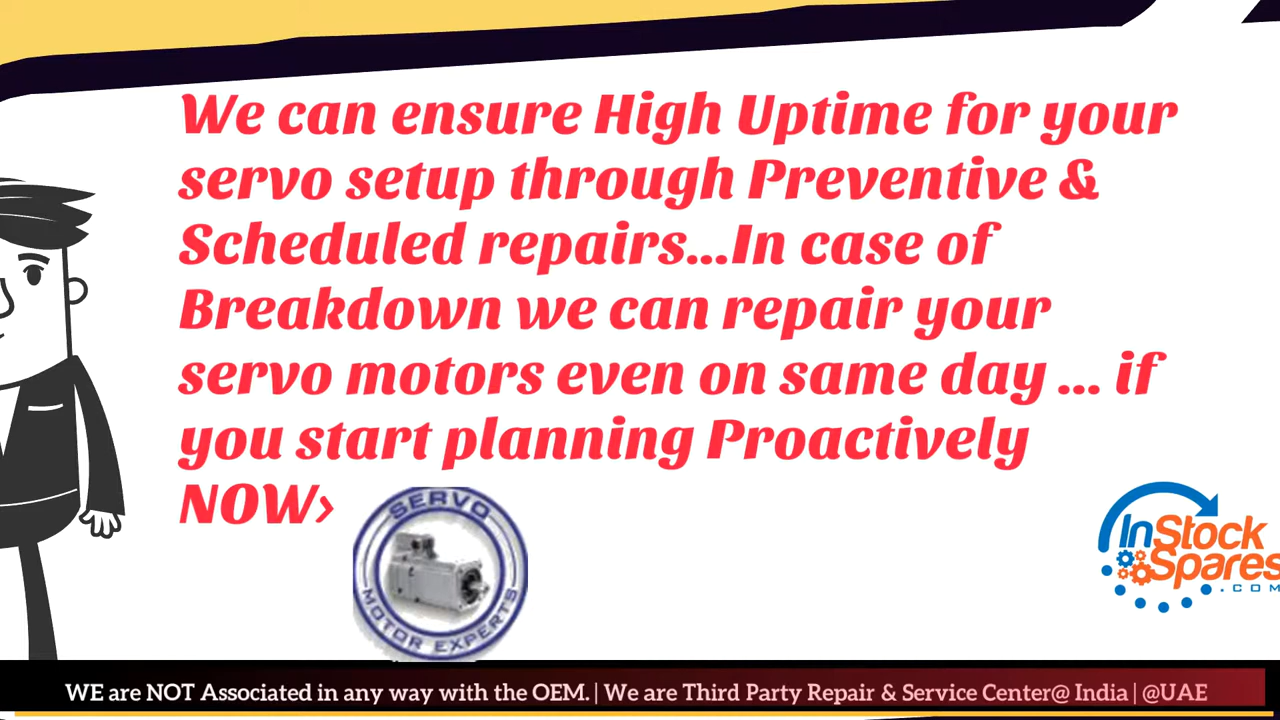 We can ensure High Uptime for your
servo setup through Preventive &
Scheduled repairs...In case of
Breakdown we can repair your
servo motors even on same day ... if
you start planning Proactively
NOW>
SERVO
MOTOR EXPERTS
InStock
Spares
.COM
WE are NOT Associated in any way with the OEM. | We are Third Party Repair & Service Center@ India | @UAE